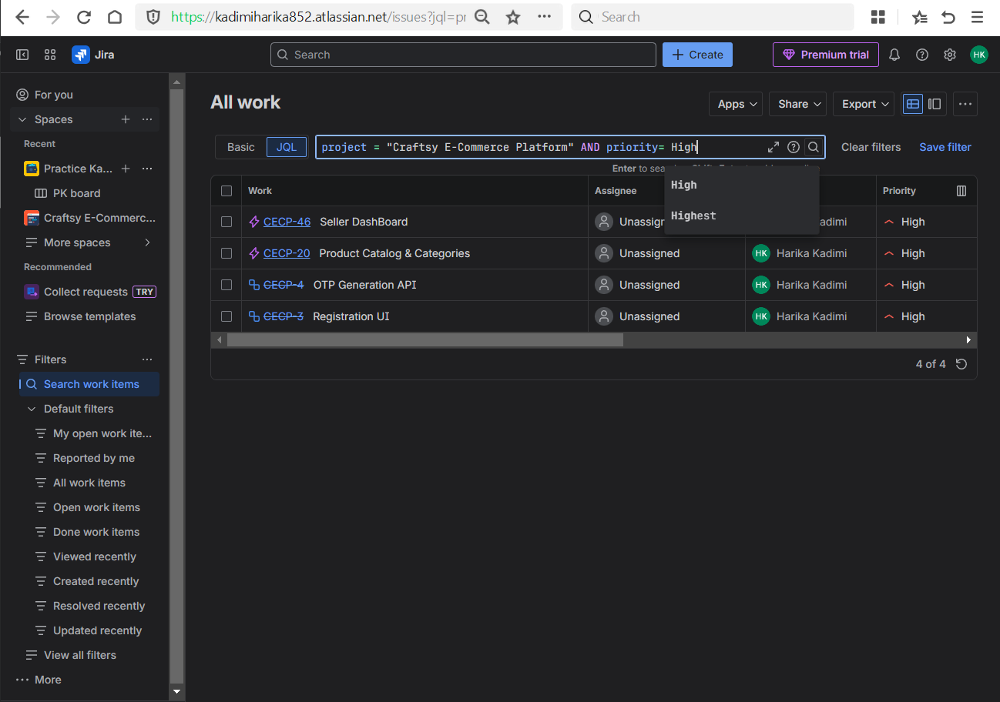 https://kadimiharika852.atlassian.net/issues?jql=pr
Search
Jira
Search
+ Create
Premium trial
HK
For you
Spaces
Recent
Practice Ka...
PK board
Craftsy E-Commerc...
More spaces
Recommended
Collect requests TRY
Browse templates
Filters
Search work items
Default filters
My open work ite...
Reported by me
All work items
Open work items
Done work items
Viewed recently
Created recently
Resolved recently
Updated recently
View all filters
More
All work
Apps
Share
Export
Basic
JQL
project = "Craftsy E-Commerce Platform" AND priority= High
Clear filters
Save filter
Enter to sea
High
Highest
Work Assignee Priority
CECP-46 Seller DashBoard Unassign adimi High
CECP-20 Product Catalog & Categories Unassigned HK Harika Kadimi High
CECP-4 OTP Generation API Unassigned HK Harika Kadimi High
CECP-3 Registration UI Unassigned HK Harika Kadimi High
4 of 4